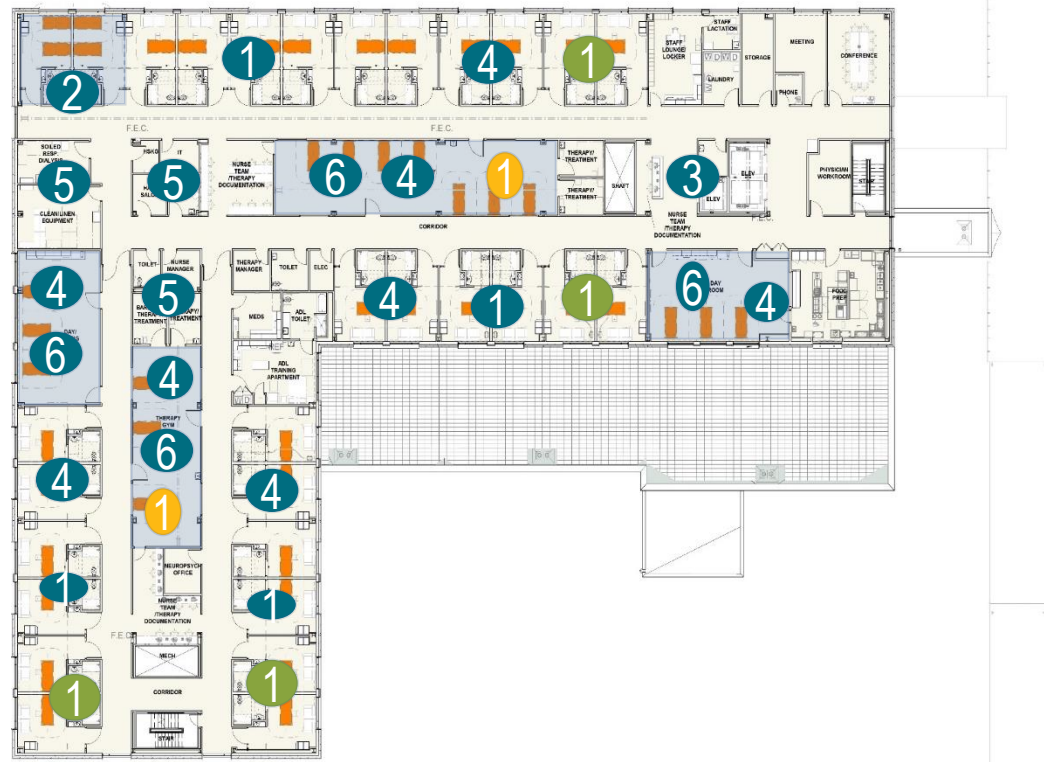 STAFF
LACTATION
STAFF
LOUNGE/
LOCKER
LAUNDRY
STORAGE
MEETING
PHONE
CONFERENCE
2
1
4
1
F.E.C.
F.E.C.
SOILED
RESP.
DIALYSIS
5
CLEAN/LINEN
EQUIPMENT
IT
5
NURSE
TEAM
/THERAPY
DOCUMENTATION
6
4
1
THERAPY/
TREATMENT
THERAPY/
TREATMENT
SHAFT
3
ELEV
ELEV
NURSE
TEAM
/THERAPY
DOCUMENTATION
PHYSICIAN
WORKROOM
STAIR
CORRIDOR
4
6
TOILET
NURSE
MANAGER
5
THERAPY
MANAGER
TOILET
ELEC
MEDS
ADL
TOILET
ADL
TRAINING
APARTMENT
4
1
1
6
4
FOOD
PREP
4
THERAPY
GYM
6
1
4
4
1
1
NEUROPSYCH
OFFICE
NURSE
TEAM
/THERAPY
DOCUMENTATION
F.E.C.
MECH
1
1
CORRIDOR
STAIR